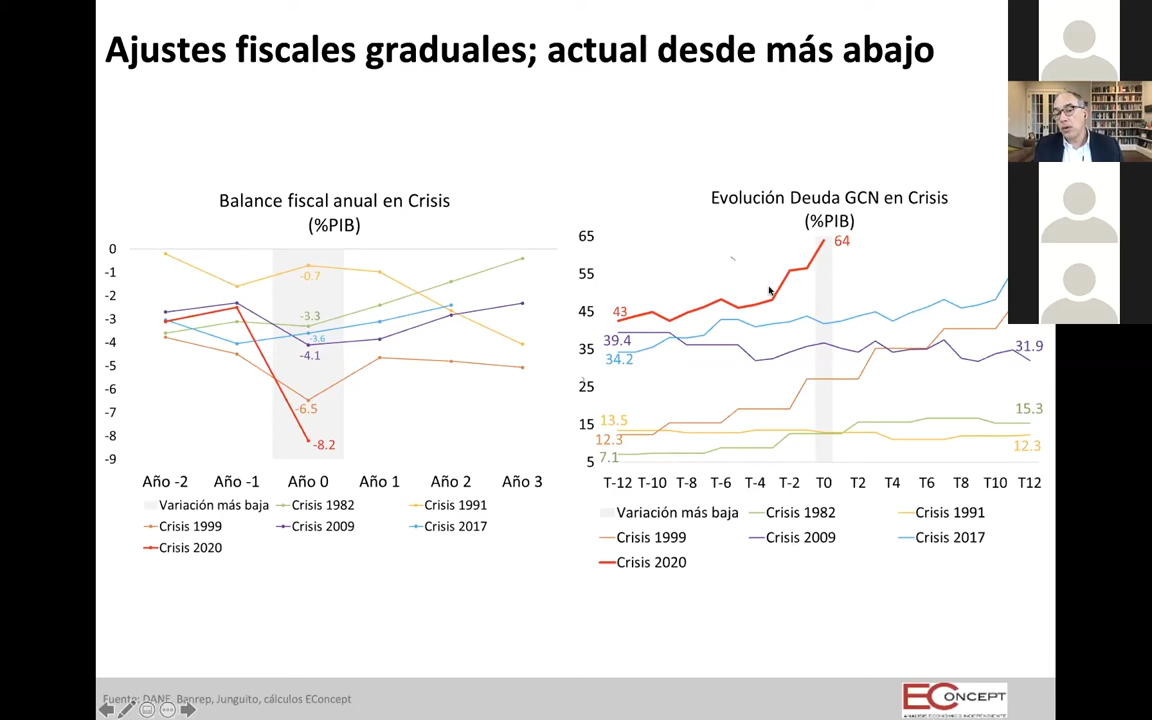 Ajustes fiscales graduales; actual desde más abajo
Balance fiscal anual en Crisis
(%PIB)
0
-1
-2
-3
-4
-5
-6
-7
-8
-9
-0.7
-3.3
-3.6
-4.1
-6.5
-8.2
Año -2 Año -1 Año 0 Año 1 Año 2 Año 3
Variación más baja Crisis 1982 Crisis 1991
Crisis 1999 Crisis 2009 Crisis 2017
Crisis 2020
Evolución Deuda GCN en Crisis
(%PIB)
65
55
45
35
25
15
5
64
43
39.4
34.2
31.9
13.5
12.3
7.1
15.3
12.3
T-12 T-10 T-8 T-6 T-4 T-2 T0 T2 T4 T6 T8 T10 T12
Variación más baja Crisis 1982 Crisis 1991
Crisis 1999 Crisis 2009 Crisis 2017
Crisis 2020
Fuente: DANE, Banrep, Junguito, cálculos EConcept
ECONCEPT
ANÁLISIS ECONÓMICO INDEPENDIENTE